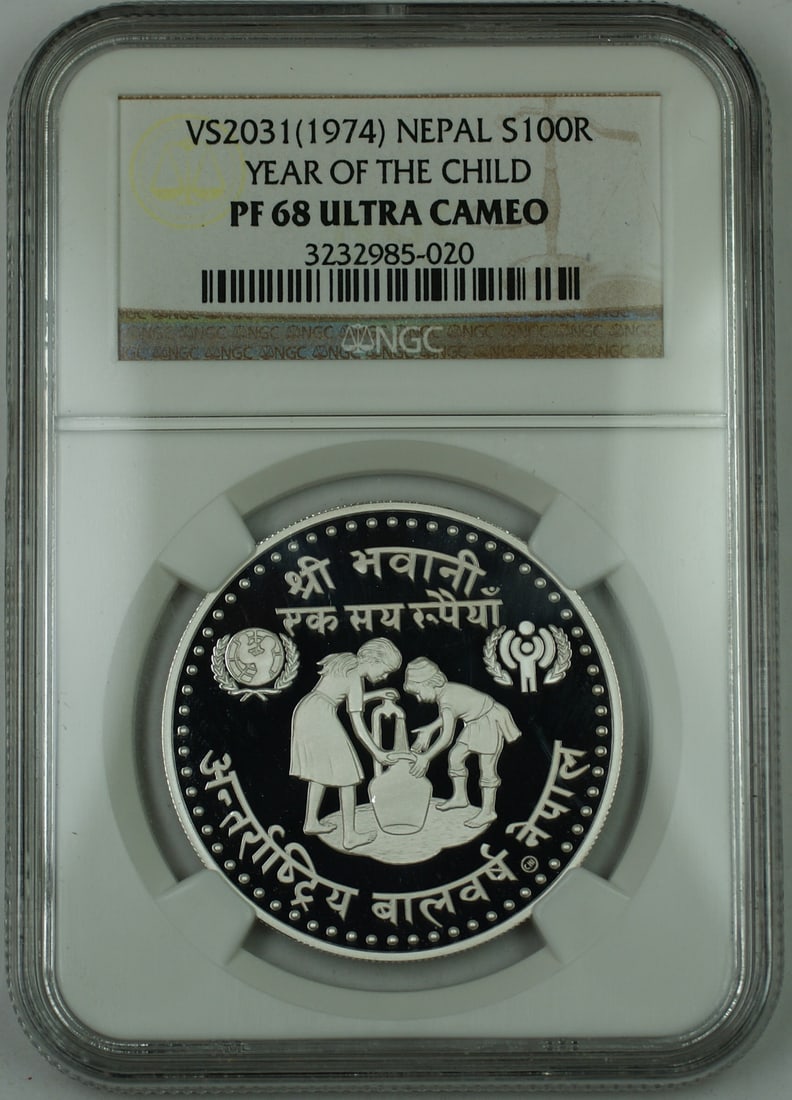 VS2031(1974) NEPAL S100R
YEAR OF THE CHILD
PF 68 ULTRA CAMEO
3232985-020
NGC
श्री भवानी
एक सय रूपैयाँ
अन्तर्राष्ट्रिय बालवर्ष नेपाल